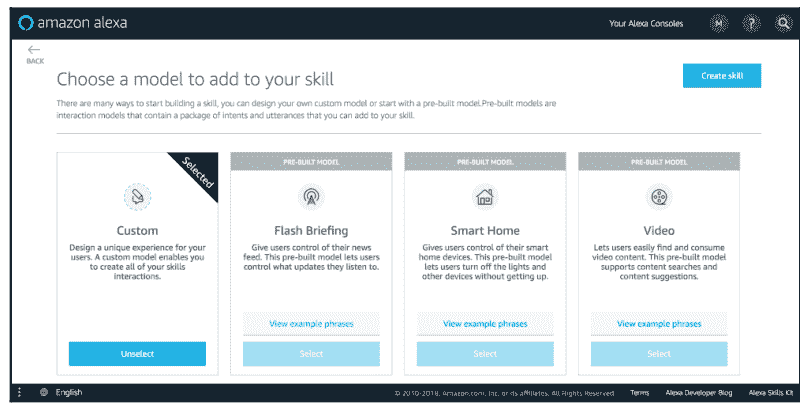 amazon alexa
Your Alexa Consoles
M
?
BACK
Choose a model to add to your skill
Create skill
There are many ways to start building a skill, you can design your own custom model or start with a pre-built model.Pre-built models are
interaction models that contain a package of intents and utterances that you can add to your skill.
Selected
Custom
Design a unique experience for your
users. A custom model enables you
to create all of your skills
interactions.
Unselect
PRE-BUILT MODEL
Flash Briefing
Give users control of their news
feed. This pre-built model lets users
control what updates they listen to.
View example phrases
Select
PRE-BUILT MODEL
Smart Home
Gives users control of their smart
home devices. This pre-built model
lets users turn off the lights and
other devices without getting up.
View example phrases
Select
PRE-BUILT MODEL
Video
Lets users easily find and consume
video content. This pre-built model
supports content searches and
content suggestions.
View example phrases
Select
English
© 2010-2018, Amazon.com, Inc. or its affiliates. All Rights Reserved
Terms
Alexa Developer Blog
Alexa Skills Kit